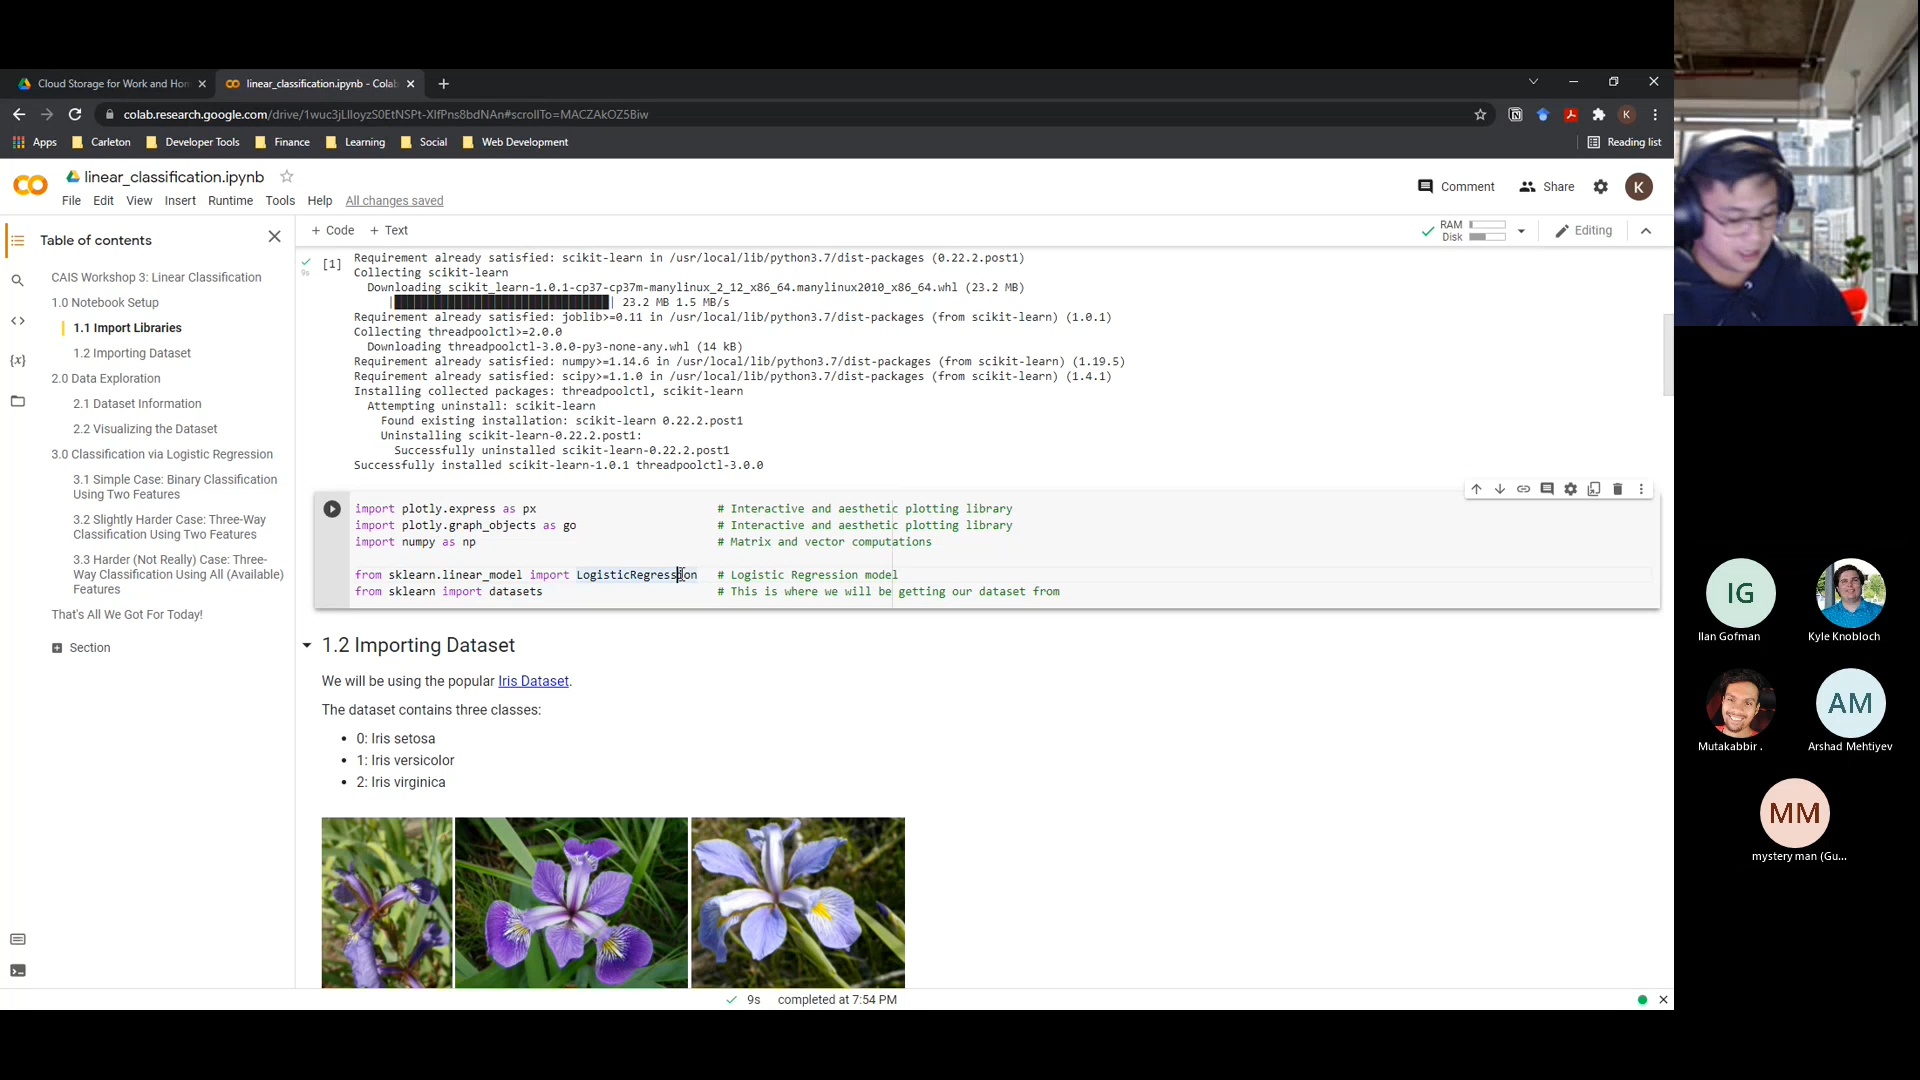 Cloud Storage for Work and Hom
linear_classification.ipynb - Colab
colab.research.google.com/drive/1wuc3jLlloyzS0EtNSPt-XlfPns8bdNAn#scrollTo=MACZAkOZ5Biw
Apps
Carleton
Developer Tools
Finance
Learning
Social
Web Development
Reading list
linear_classification.ipynb
Comment
Share
K
File Edit View Insert Runtime Tools Help All changes saved
Table of contents
+ Code + Text
RAM
Disk
Editing
CAIS Workshop 3: Linear Classification
1.0 Notebook Setup
1.1 Import Libraries
1.2 Importing Dataset
2.0 Data Exploration
2.1 Dataset Information
2.2 Visualizing the Dataset
3.0 Classification via Logistic Regression
3.1 Simple Case: Binary Classification
Using Two Features
3.2 Slightly Harder Case: Three-Way
Classification Using Two Features
3.3 Harder (Not Really) Case: Three-
Way Classification Using All (Available)
Features
That's All We Got For Today!
Section
9s
[1]
Requirement already satisfied: scikit-learn in /usr/local/lib/python3.7/dist-packages (0.22.2.post1)
Collecting scikit-learn
Downloading scikit_learn-1.0.1-cp37-cp37m-manylinux_2_12_x86_64.manylinux2010_x86_64.whl (23.2 MB)
23.2 MB 1.5 MB/s
Requirement already satisfied: joblib>=0.11 in /usr/local/lib/python3.7/dist-packages (from scikit-learn) (1.0.1)
Collecting threadpoolctl>=2.0.0
Downloading threadpoolctl-3.0.0-py3-none-any.whl (14 kB)
Requirement already satisfied: numpy>=1.14.6 in /usr/local/lib/python3.7/dist-packages (from scikit-learn) (1.19.5)
Requirement already satisfied: scipy>=1.1.0 in /usr/local/lib/python3.7/dist-packages (from scikit-learn) (1.4.1)
Installing collected packages: threadpoolctl, scikit-learn
Attempting uninstall: scikit-learn
Found existing installation: scikit-learn 0.22.2.post1
Uninstalling scikit-learn-0.22.2.post1:
Successfully uninstalled scikit-learn-0.22.2.post1
Successfully installed scikit-learn-1.0.1 threadpoolctl-3.0.0
import plotly.express as px # Interactive and aesthetic plotting library
import plotly.graph_objects as go # Interactive and aesthetic plotting library
import numpy as np # Matrix and vector computations
from sklearn.linear_model import LogisticRegression # Logistic Regression model
from sklearn import datasets # This is where we will be getting our dataset from
1.2 Importing Dataset
We will be using the popular Iris Dataset.
The dataset contains three classes:
• 0: Iris setosa
• 1: Iris versicolor
• 2: Iris virginica
9s completed at 7:54 PM
IG
Ilan Gofman
Kyle Knobloch
Mutakabbir .
AM
Arshad Mehtiyev
MM
mystery man (Gu...